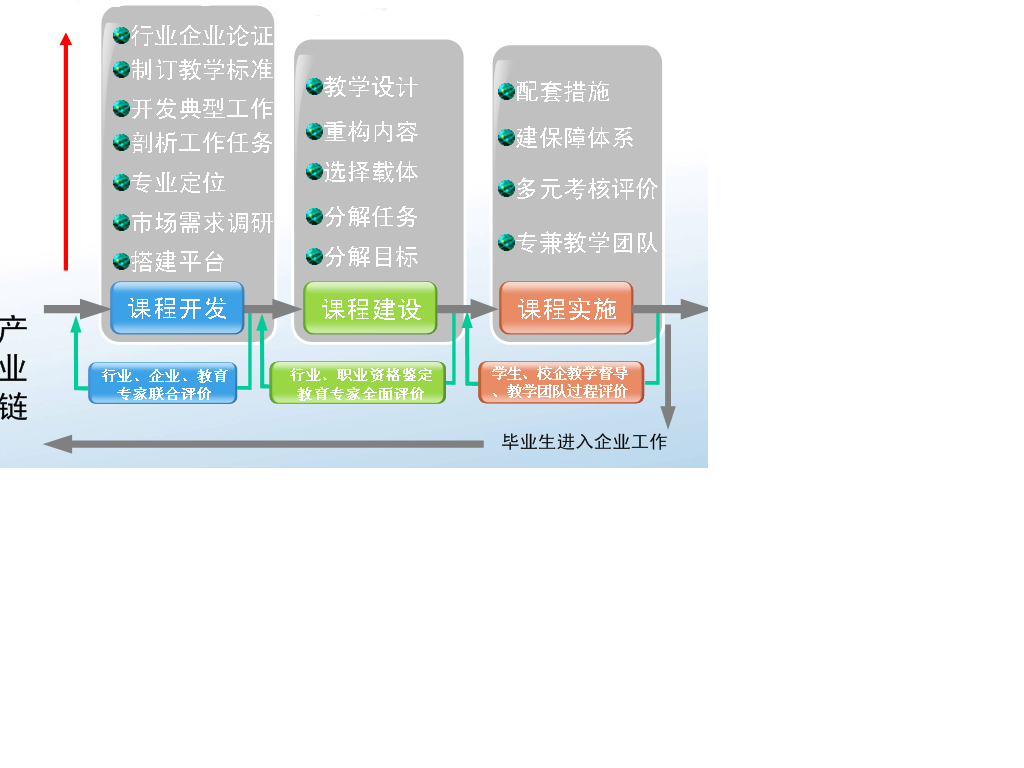 行业企业论证
制订教学标准
开发典型工作
剖析工作任务
专业定位
市场需求调研
搭建平台
教学设计
重构内容
选择载体
分解任务
分解目标
配套措施
建保障体系
多元考核评价
专兼教学团队
课程开发
课程建设
课程实施
产
业
链
行业、企业、教育
专家联合评价
行业、职业资格鉴定
教育专家全面评价
学生、校企教学督导
、教学团队过程评价
毕业生进入企业工作